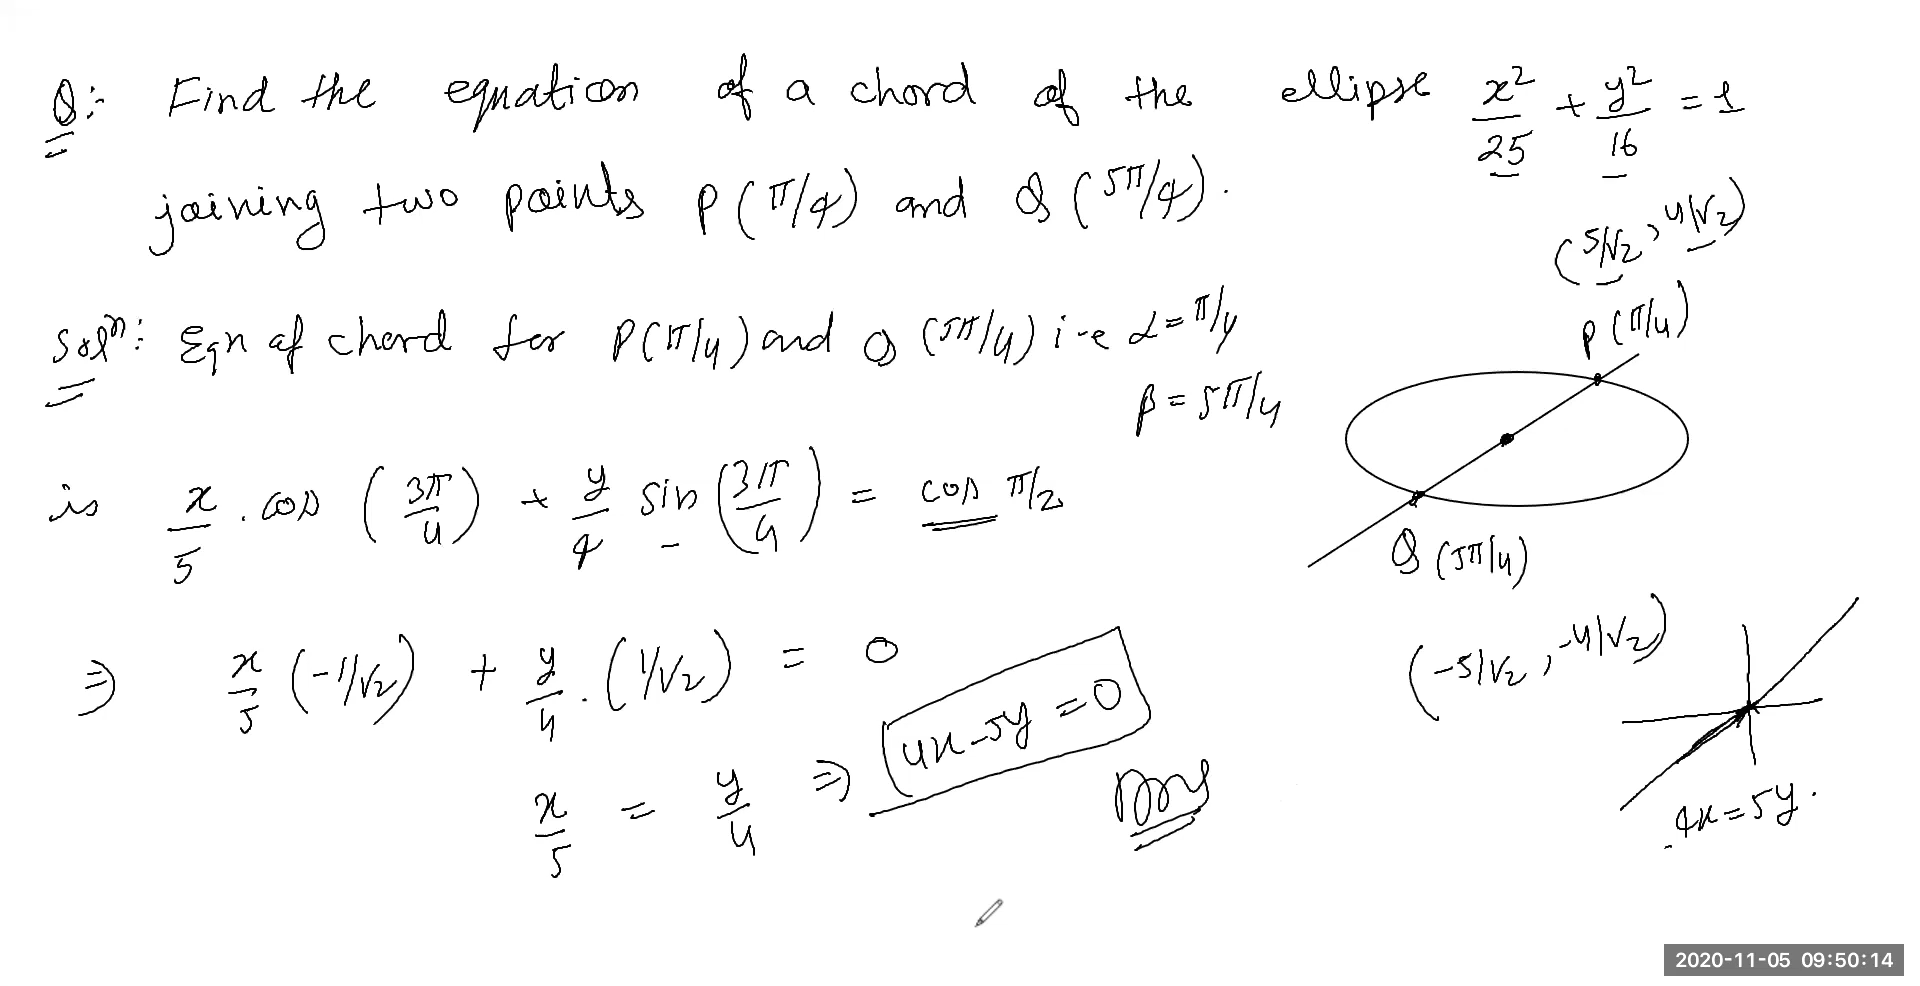 Q:- Find the equation of a chord of the ellipse x²/25 + y²/16 = 1
joining two points P(π/4) and Q(5π/4).
(5/√2, 4/√2)
Solⁿ: Eqn of chord for P(π/4) and Q(5π/4) i-e α=π/4
β = 5π/4
P(π/4)
is x/5 . cos (3π/4) + y/4 sin (3π/4) = cos π/2
Q(5π/4)
⇒ x/5 (-1/√2) + y/4 . (1/√2) = 0
(-5/√2, -4/√2)
x/5 = y/4 ⇒ 4x-5y=0
Ans
4x=5y.
2020-11-05 09:50:14